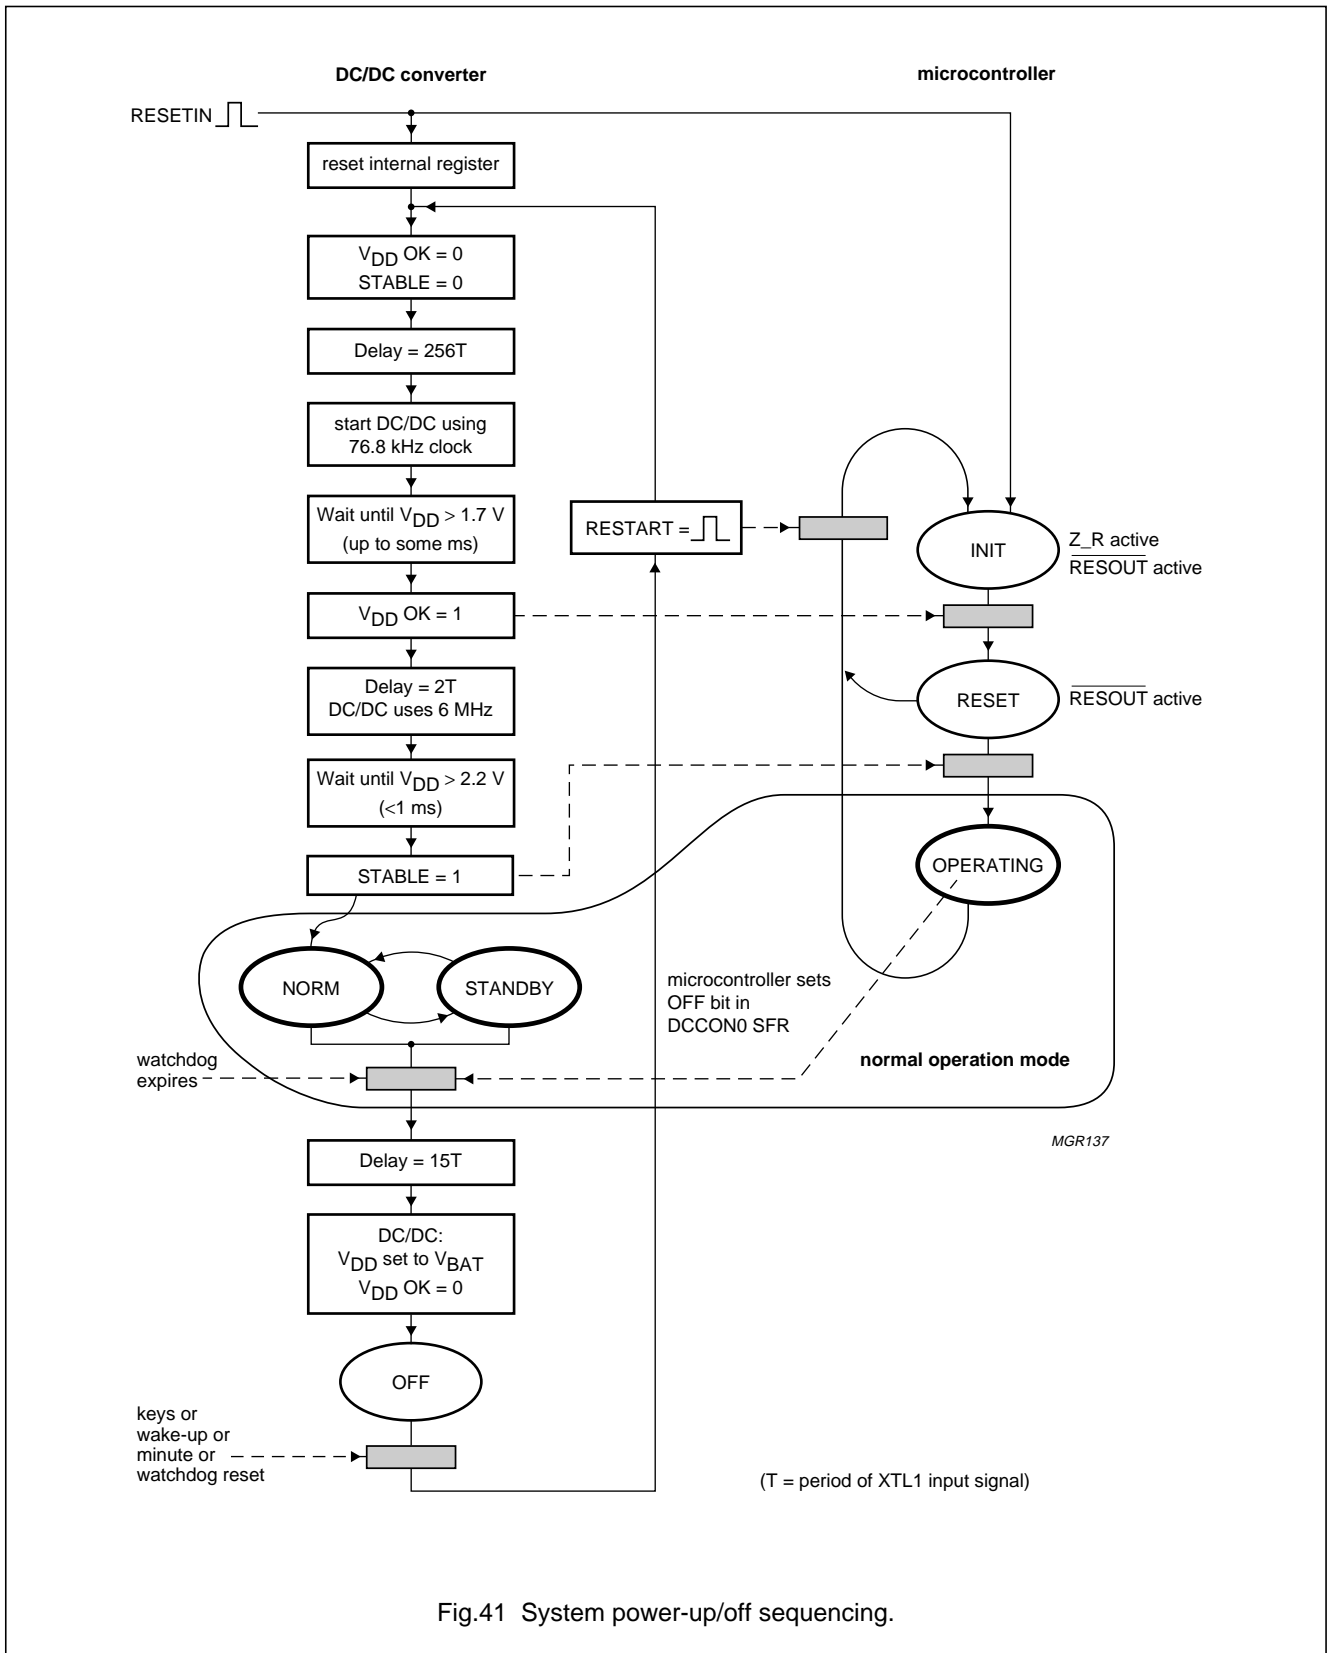 DC/DC converter
microcontroller
RESETIN
reset internal register
VDD OK = 0
STABLE = 0
Delay = 256T
start DC/DC using
76.8 kHz clock
Wait until VDD > 1.7 V
(up to some ms)
RESTART =
INIT
Z_R active
RESOUT active
VDD OK = 1
Delay = 2T
DC/DC uses 6 MHz
RESET
RESOUT active
Wait until VDD > 2.2 V
(<1 ms)
STABLE = 1
OPERATING
NORM
STANDBY
microcontroller sets
OFF bit in
DCCON0 SFR
normal operation mode
watchdog
expires
MGR137
Delay = 15T
DC/DC:
VDD set to VBAT
VDD OK = 0
OFF
keys or
wake-up or
minute or
watchdog reset
(T = period of XTL1 input signal)
Fig.41 System power-up/off sequencing.